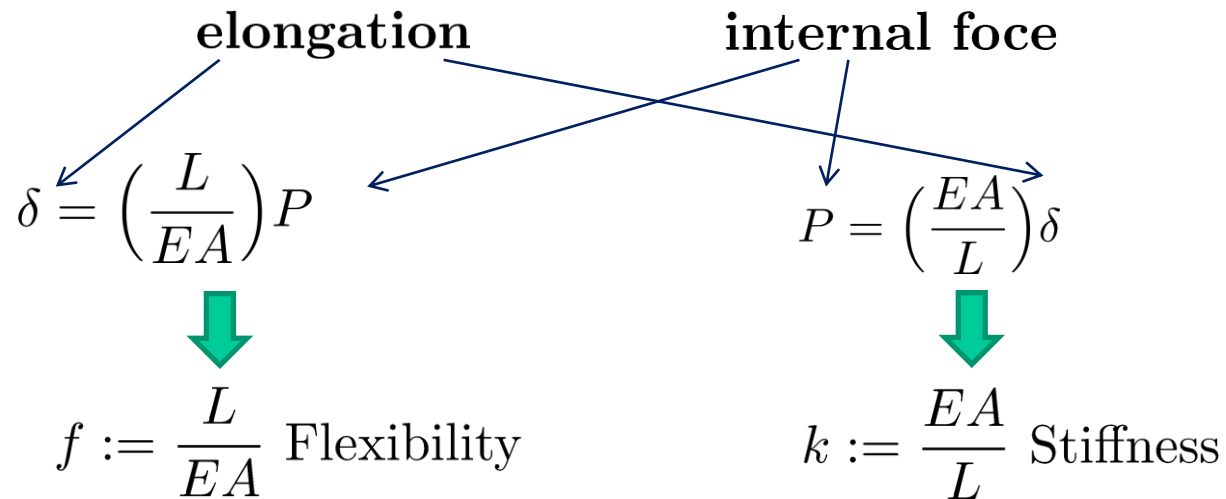 elongation internal foce
δ = (L/EA)P P = (EA/L)δ
f := L/EA Flexibility k := EA/L Stiffness